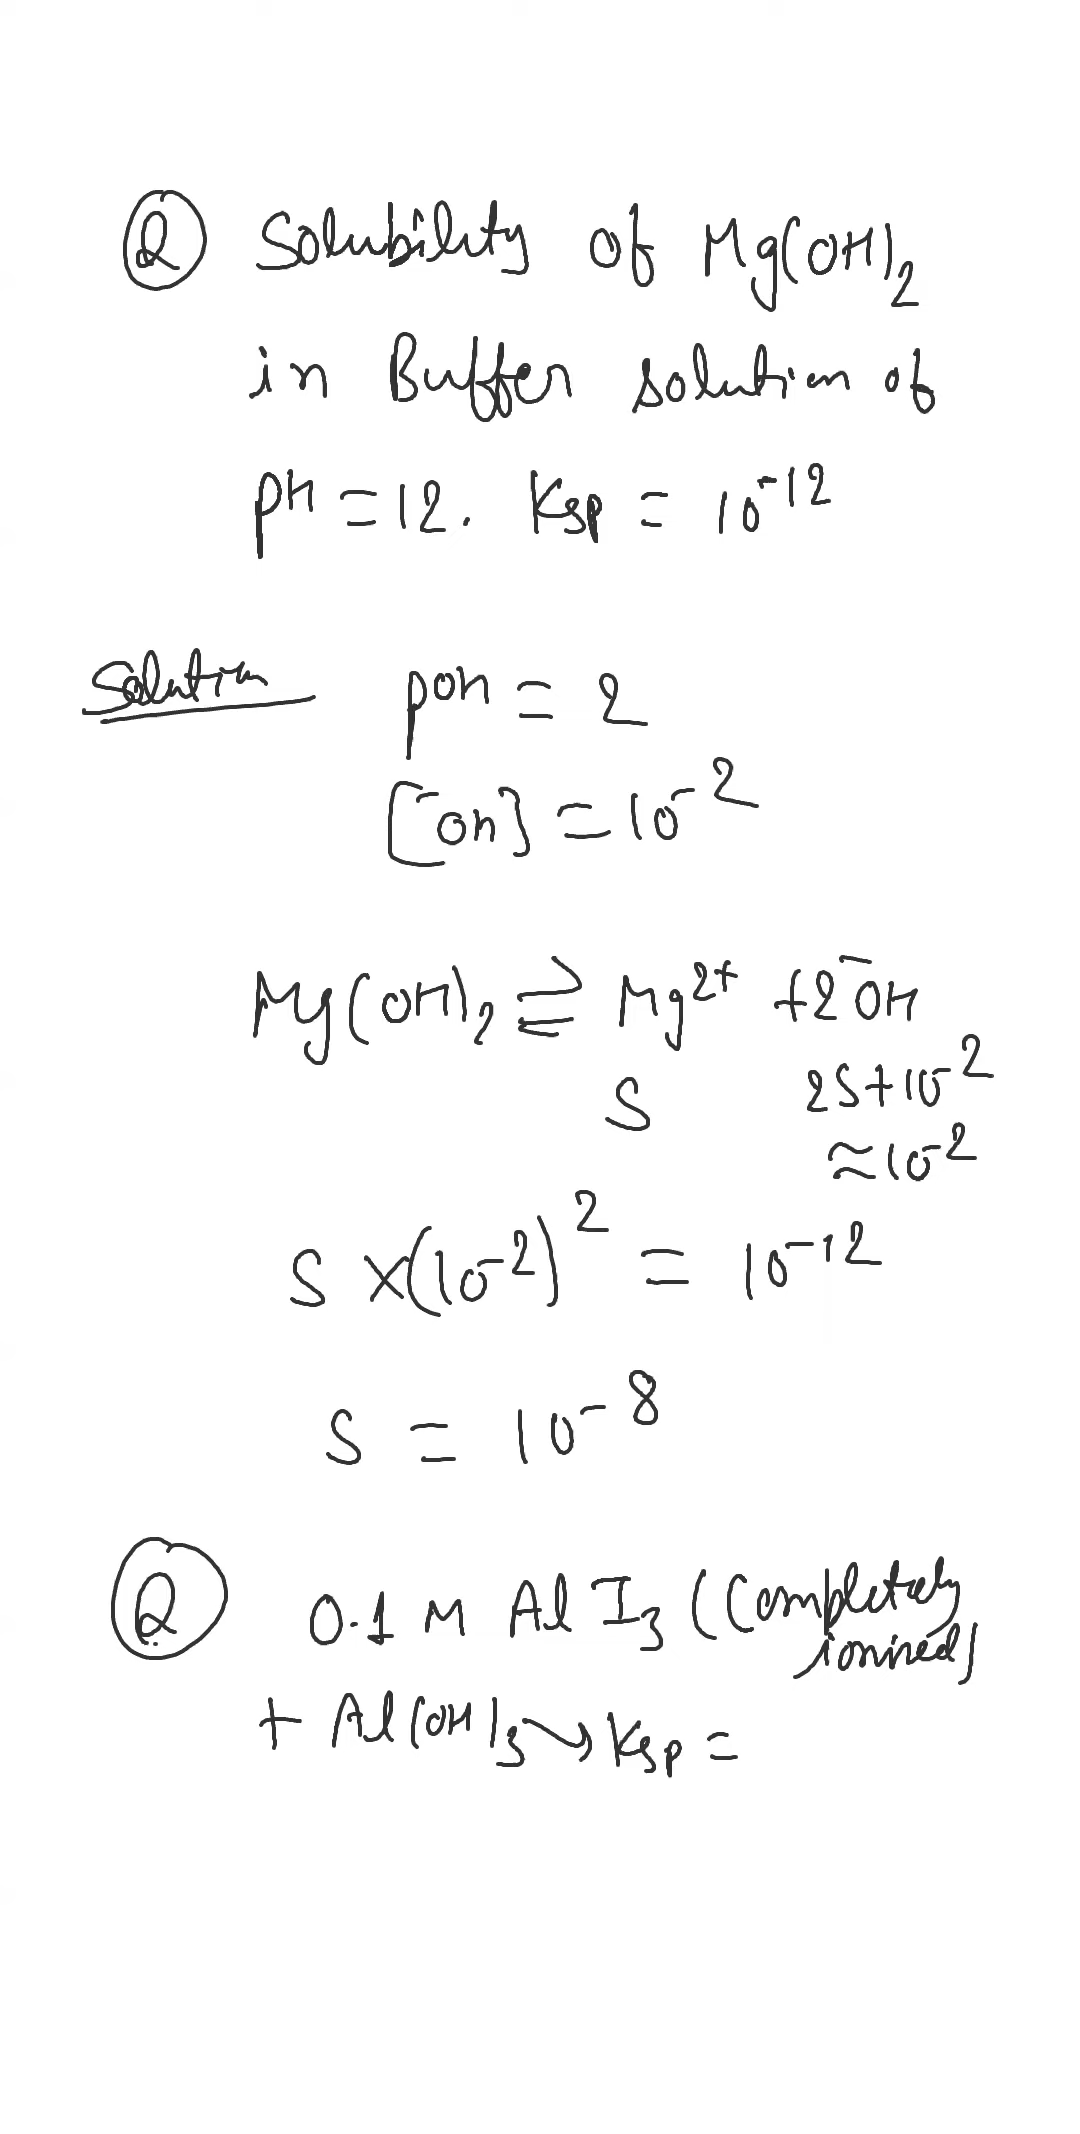 Q Solubility of Mg(OH)₂
in Buffer solution of
pH = 12. Ksp = 10⁻¹²
Solution pOH = 2
[⁻OH] = 10⁻²
Mg(OH)₂ ⇌ Mg²⁺ + 2⁻OH
S 2S + 10⁻²
≈ 10⁻²
S × (10⁻²)² = 10⁻¹²
S = 10⁻⁸
Q 0.1 M AlI₃ (Completely
ionised)
+ Al(OH)₃ → Ksp =